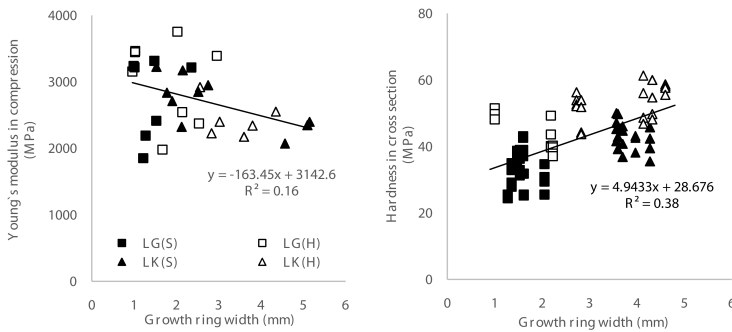 Young`s modulus in compression
(MPa)
4000
3000
2000
1000
0
y = -163.45x + 3142.6
R² = 0.16
LG(S)
LG(H)
LK(S)
LK(H)
0 1 2 3 4 5 6
Growth ring width (mm)
Hardness in cross section
(MPa)
80
60
40
20
0
y = 4.9433x + 28.676
R² = 0.38
0 1 2 3 4 5 6
Growth ring width (mm)